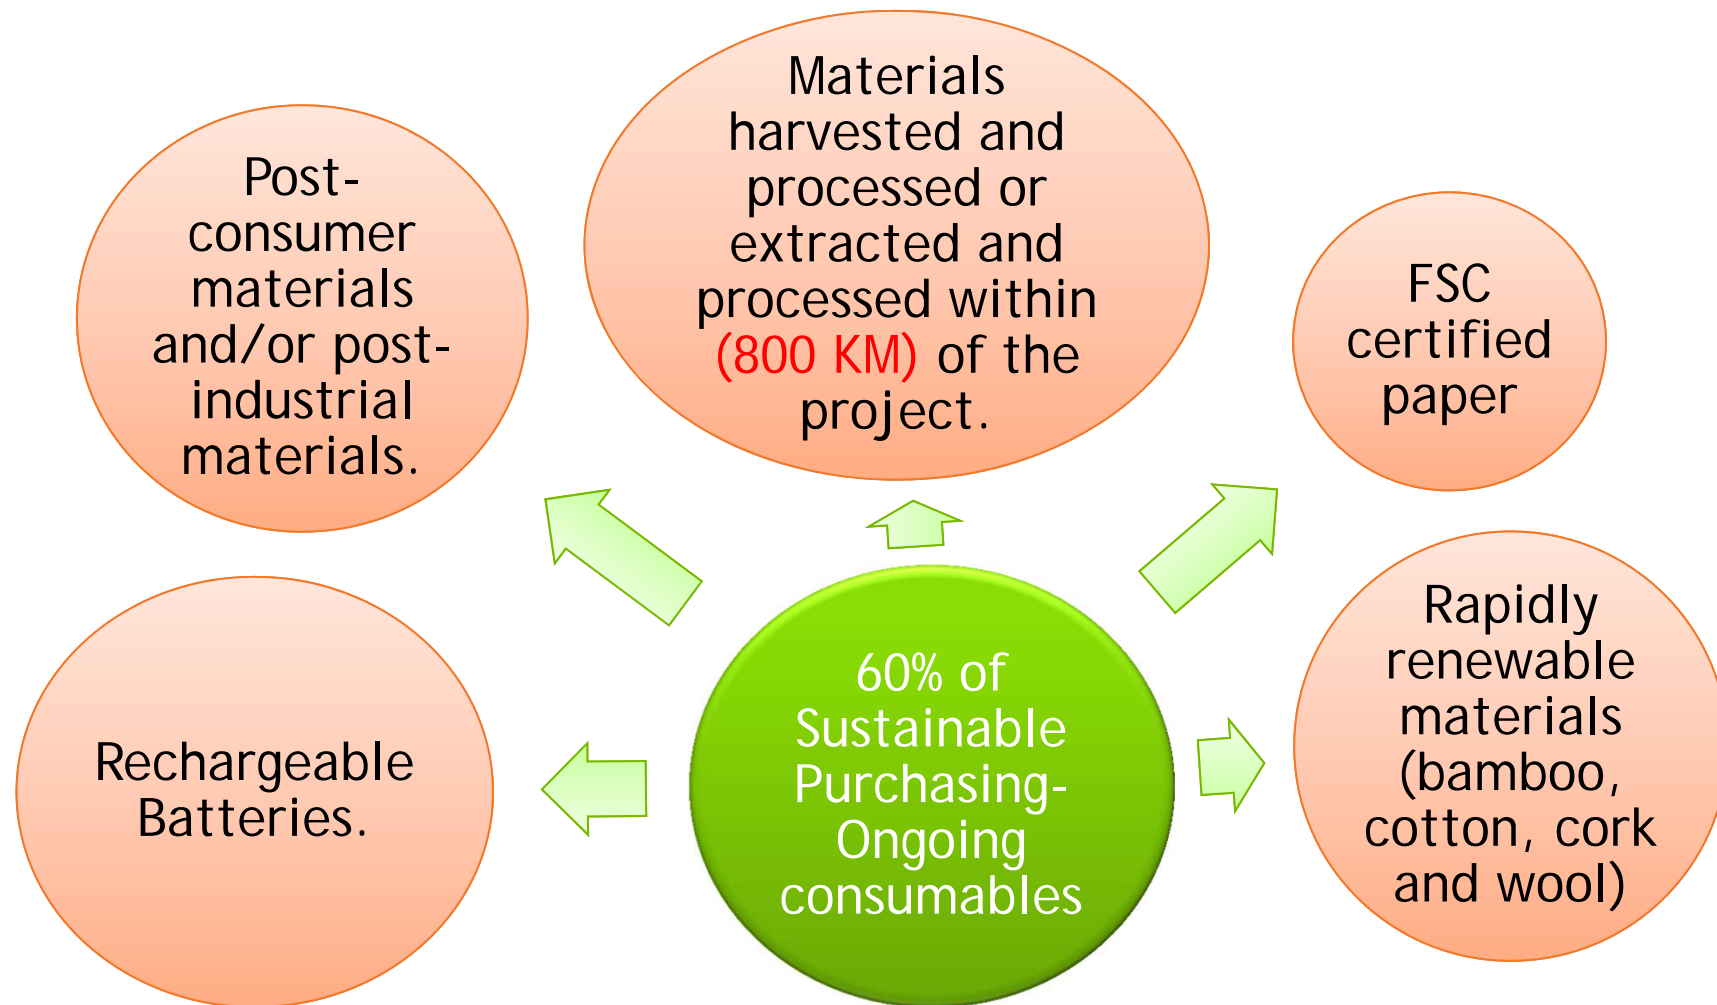 Post-
consumer
materials
and/or post-
industrial
materials.
Materials
harvested and
processed or
extracted and
processed within
(800 KM) of the
project.
FSC
certified
paper
Rechargeable
Batteries.
60% of
Sustainable
Purchasing-
Ongoing
consumables
Rapidly
renewable
materials
(bamboo,
cotton, cork
and wool)